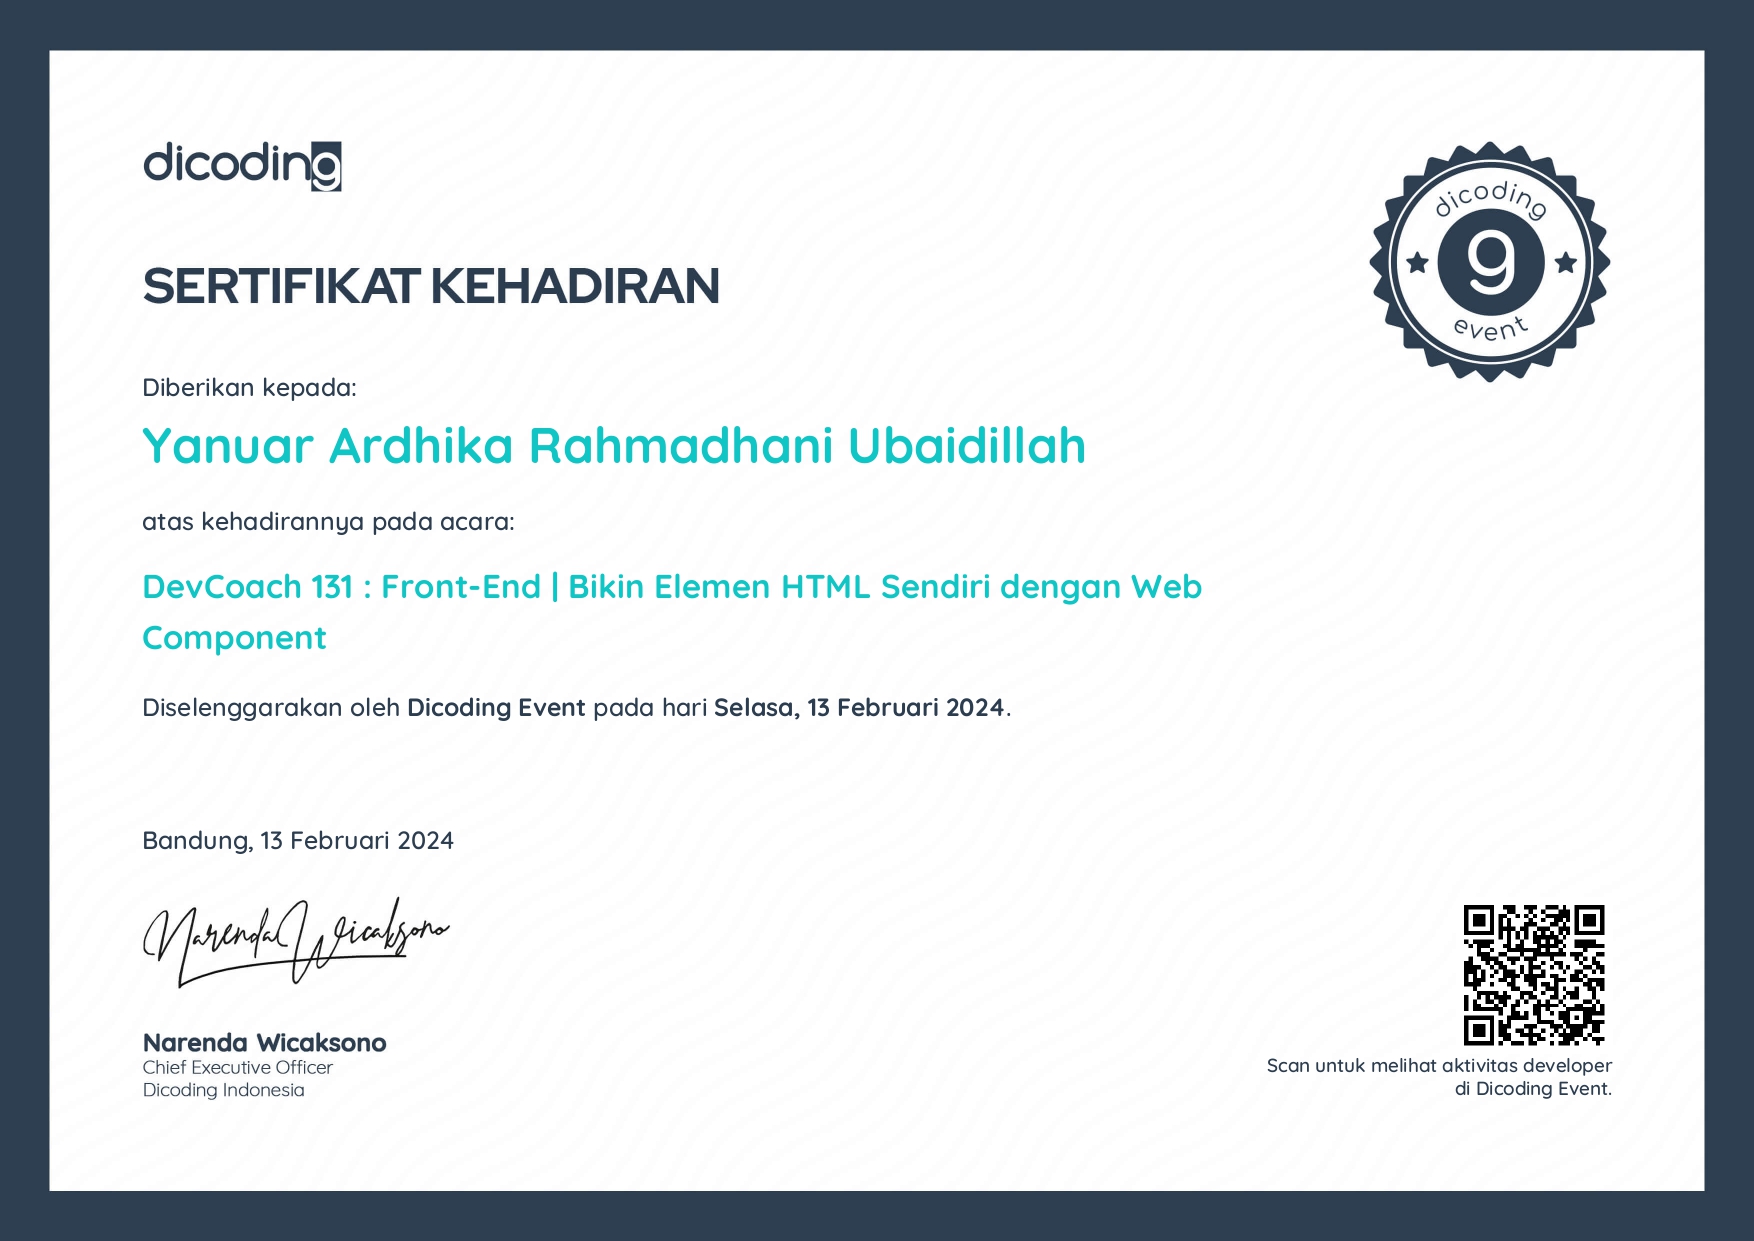 dicoding
SERTIFIKAT KEHADIRAN
dicoding
g
event
Diberikan kepada:
Yanuar Ardhika Rahmadhani Ubaidillah
atas kehadirannya pada acara:
DevCoach 131 : Front-End | Bikin Elemen HTML Sendiri dengan Web
Component
Diselenggarakan oleh Dicoding Event pada hari Selasa, 13 Februari 2024.
Bandung, 13 Februari 2024
Narenda Wicaksono
Narenda Wicaksono
Chief Executive Officer
Dicoding Indonesia
Scan untuk melihat aktivitas developer
di Dicoding Event.